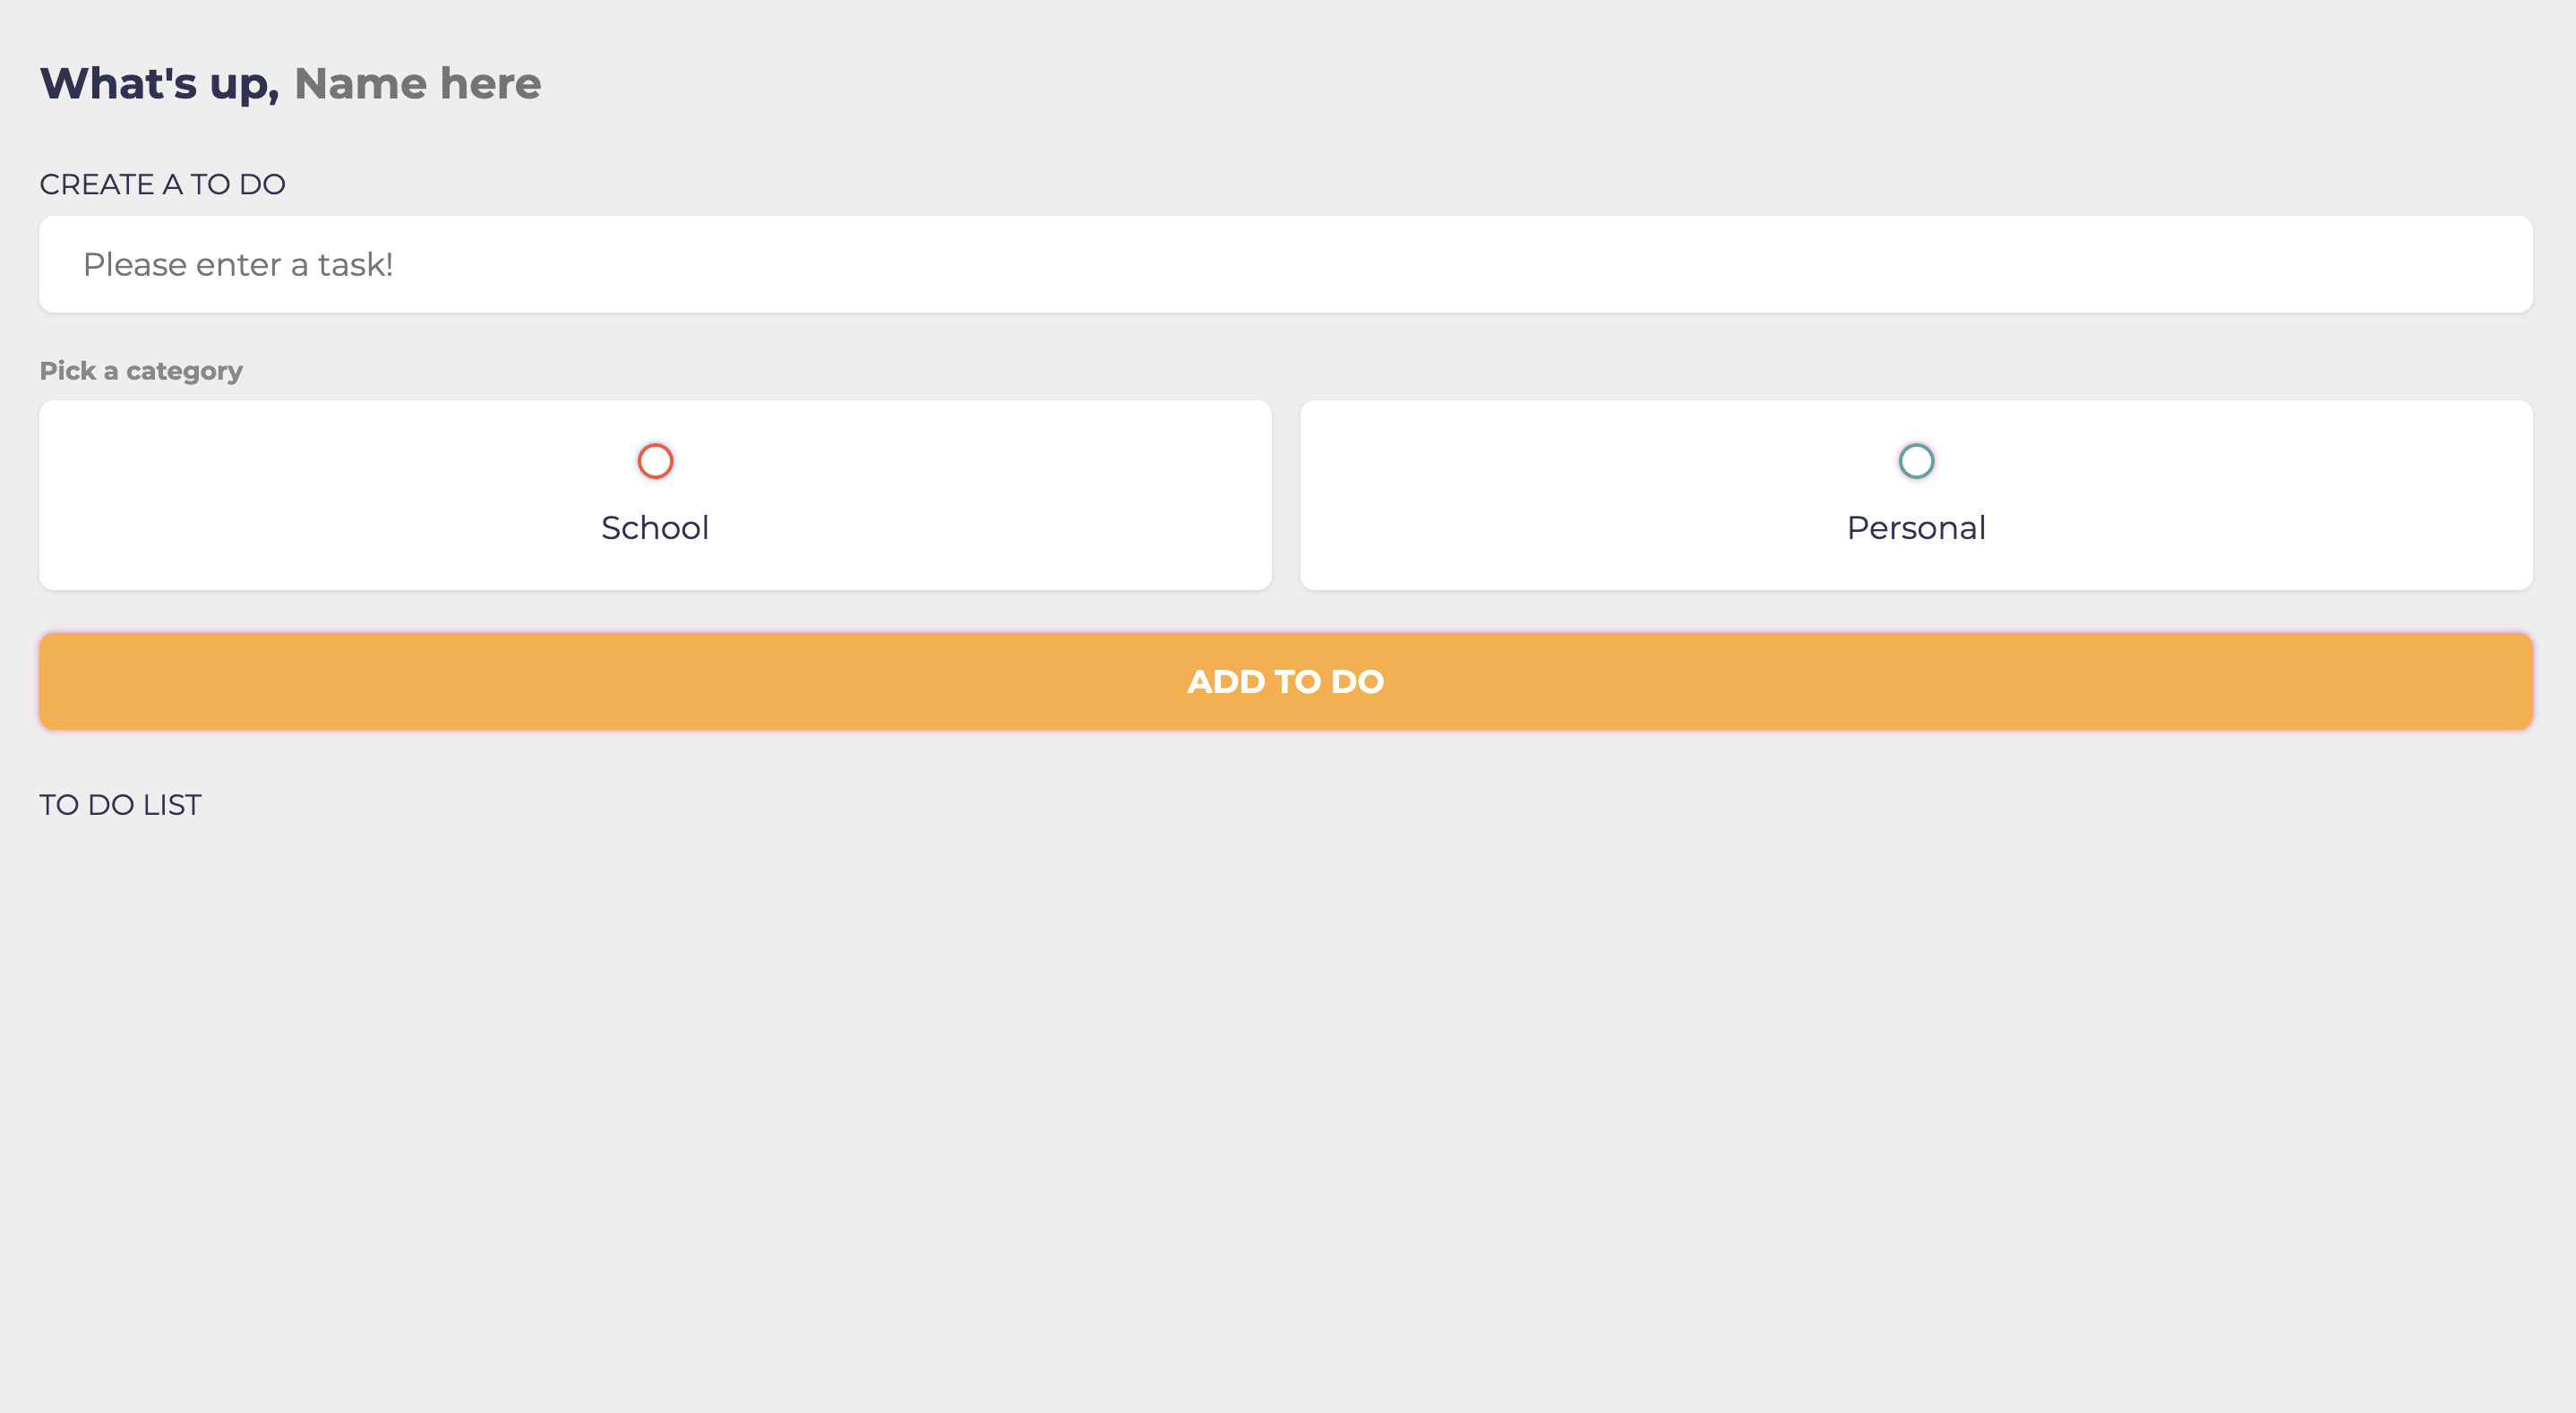 What's up, Name here
CREATE A TO DO
Please enter a task!
Pick a category
School
Personal
ADD TO DO
TO DO LIST